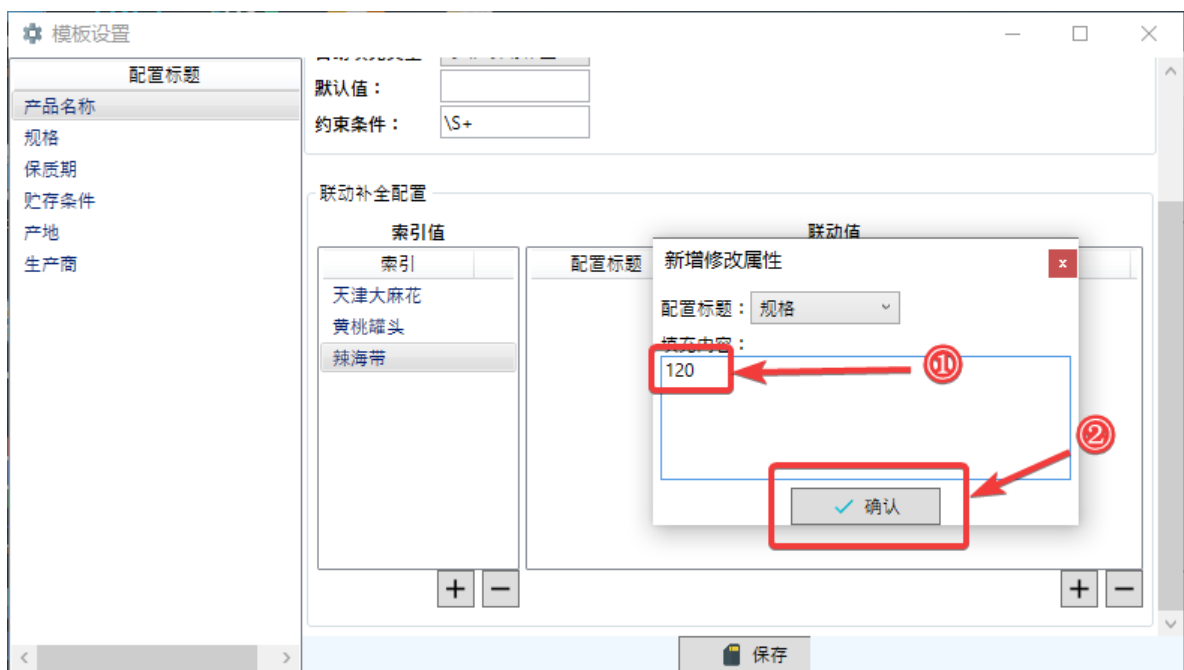 模板设置
配置标题
产品名称
规格
保质期
贮存条件
产地
生产商
默认值：
约束条件：
\S+
联动补全配置
索引值
索引
天津大麻花
黄桃罐头
辣海带
联动值
配置标题
新增修改属性
x
配置标题：
规格
填充内容：
120
①
②
确认
保存